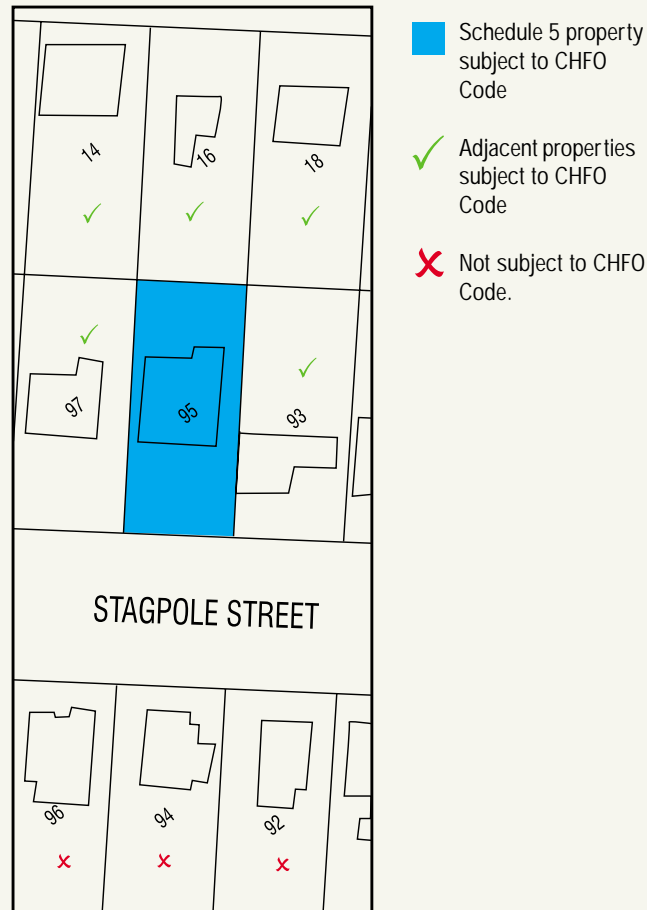 14
16
18
97
95
93
STAGPOLE STREET
96
94
92
Schedule 5 property
subject to CHFO
Code
Adjacent properties
subject to CHFO
Code
Not subject to CHFO
Code.